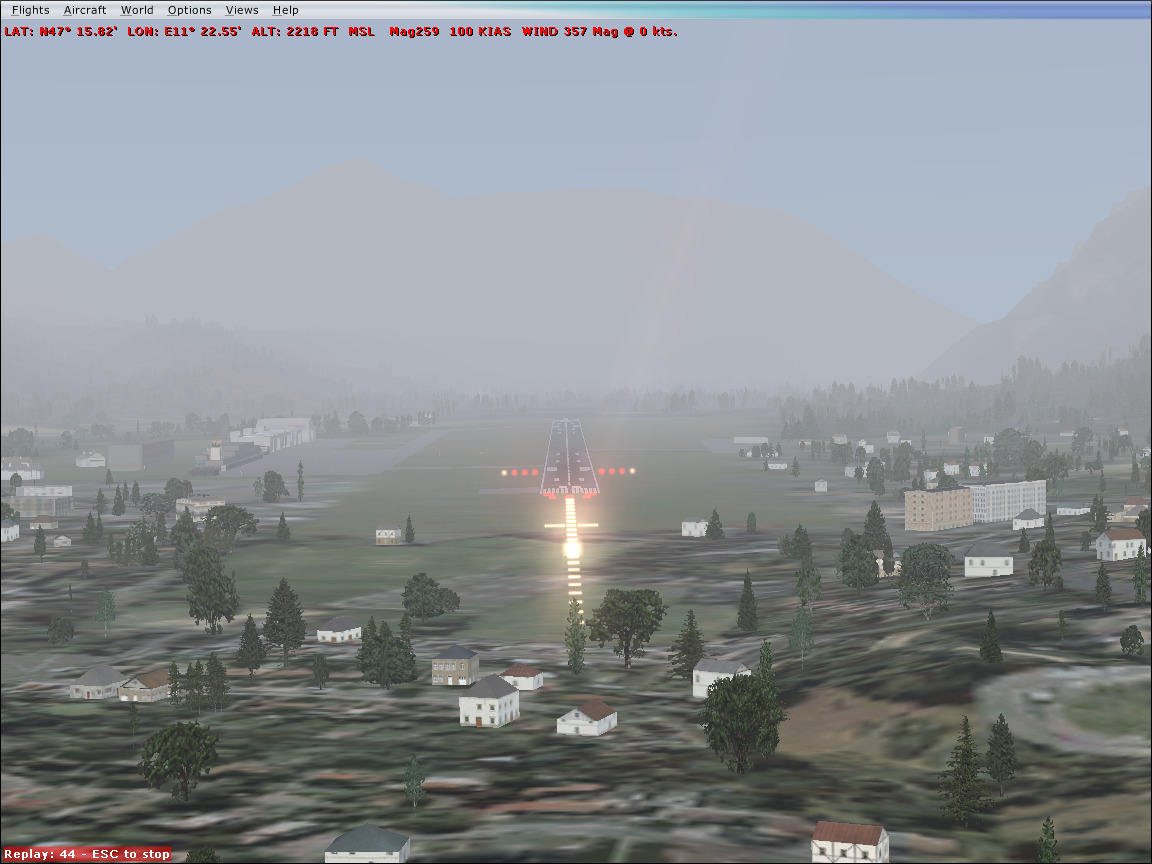 Flights Aircraft World Options Views Help
LAT: N47° 15.82' LON: E11° 22.55' ALT: 2218 FT MSL Mag259 100 KIAS WIND 357 Mag @ 0 kts.
Replay: 44 - ESC to stop